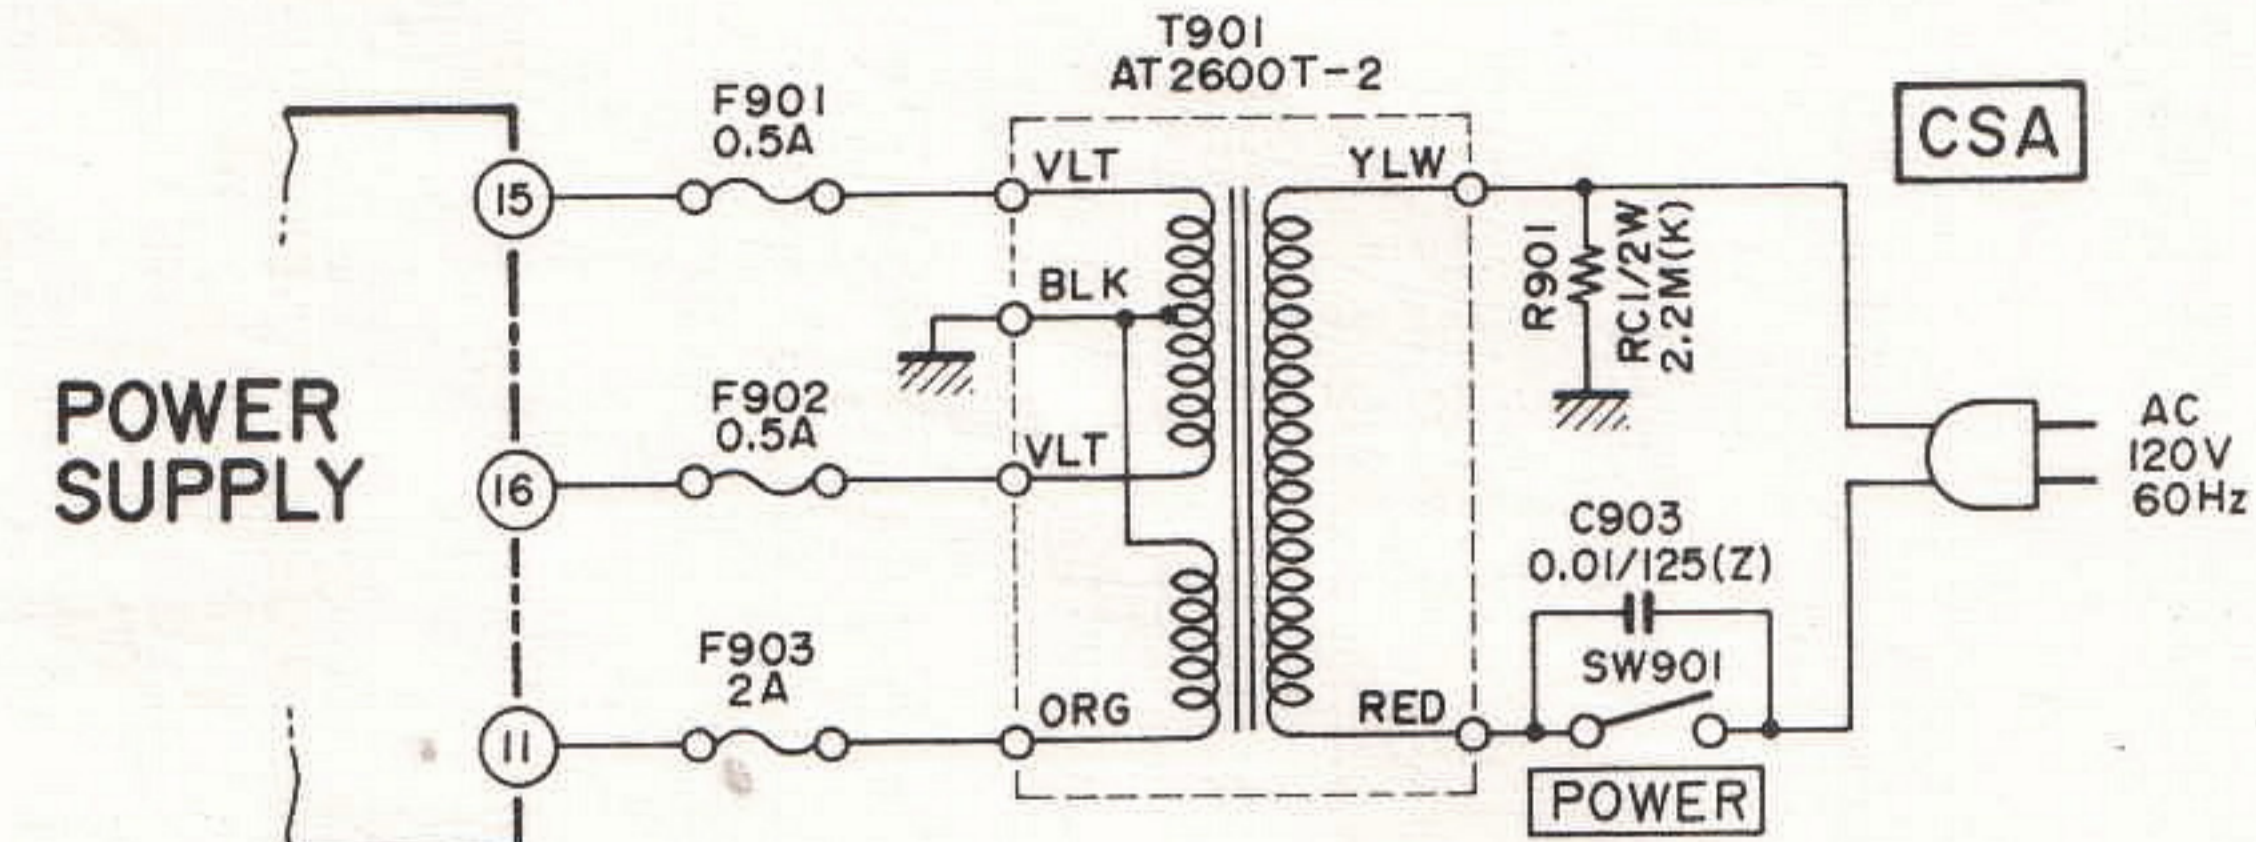 T901
AT2600T-2
CSA
F901
0.5A
VLT
YLW
15
BLK
R901
RC1/2W
2.2M(K)
POWER
SUPPLY
F902
0.5A
VLT
16
AC
120V
60Hz
C903
0.01/125(Z)
F903
2A
SW901
ORG
RED
11
POWER